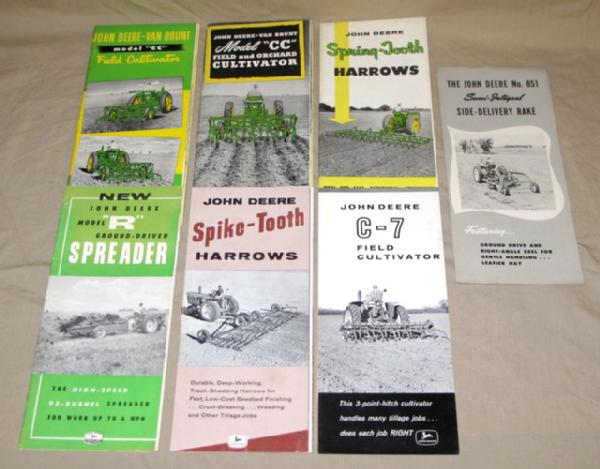 JOHN DEERE-VAN BRUNT
model "CC"
Field Cultivator
JOHN DEERE-VAN BRUNT
Model "CC"
FIELD and ORCHARD
CULTIVATOR
JOHN DEERE
Spring-Tooth
HARROWS
THE JOHN DEERE No. 851
Semi-Integral
SIDE-DELIVERY RAKE
Featuring...
GROUND DRIVE AND
RIGHT-ANGLE REEL FOR
GENTLE HANDLING...
LEAFIER HAY
NEW
JOHN DEERE
MODEL "R"
GROUND-DRIVEN
SPREADER
THE HIGH-SPEED
SPREADER
FOR WORK UP TO 6 MPH
JOHN DEERE
Spike-Tooth
HARROWS
Durable, Deep-Working,
Trash-Shedding Harrows for
Fast, Low-Cost Seedbed Finishing
...Crust-Breaking...Weeding
and Other Tillage Jobs
JOHN DEERE
C-7
FIELD
CULTIVATOR
This 3-point-hitch cultivator
handles many tillage jobs...
does each job RIGHT